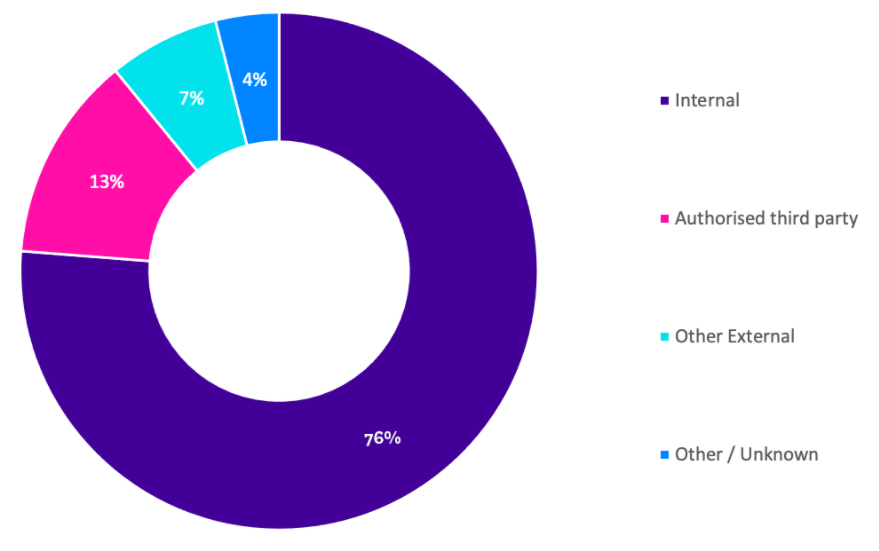 4%
7%
13%
76%
Internal
Authorised third party
Other External
Other / Unknown